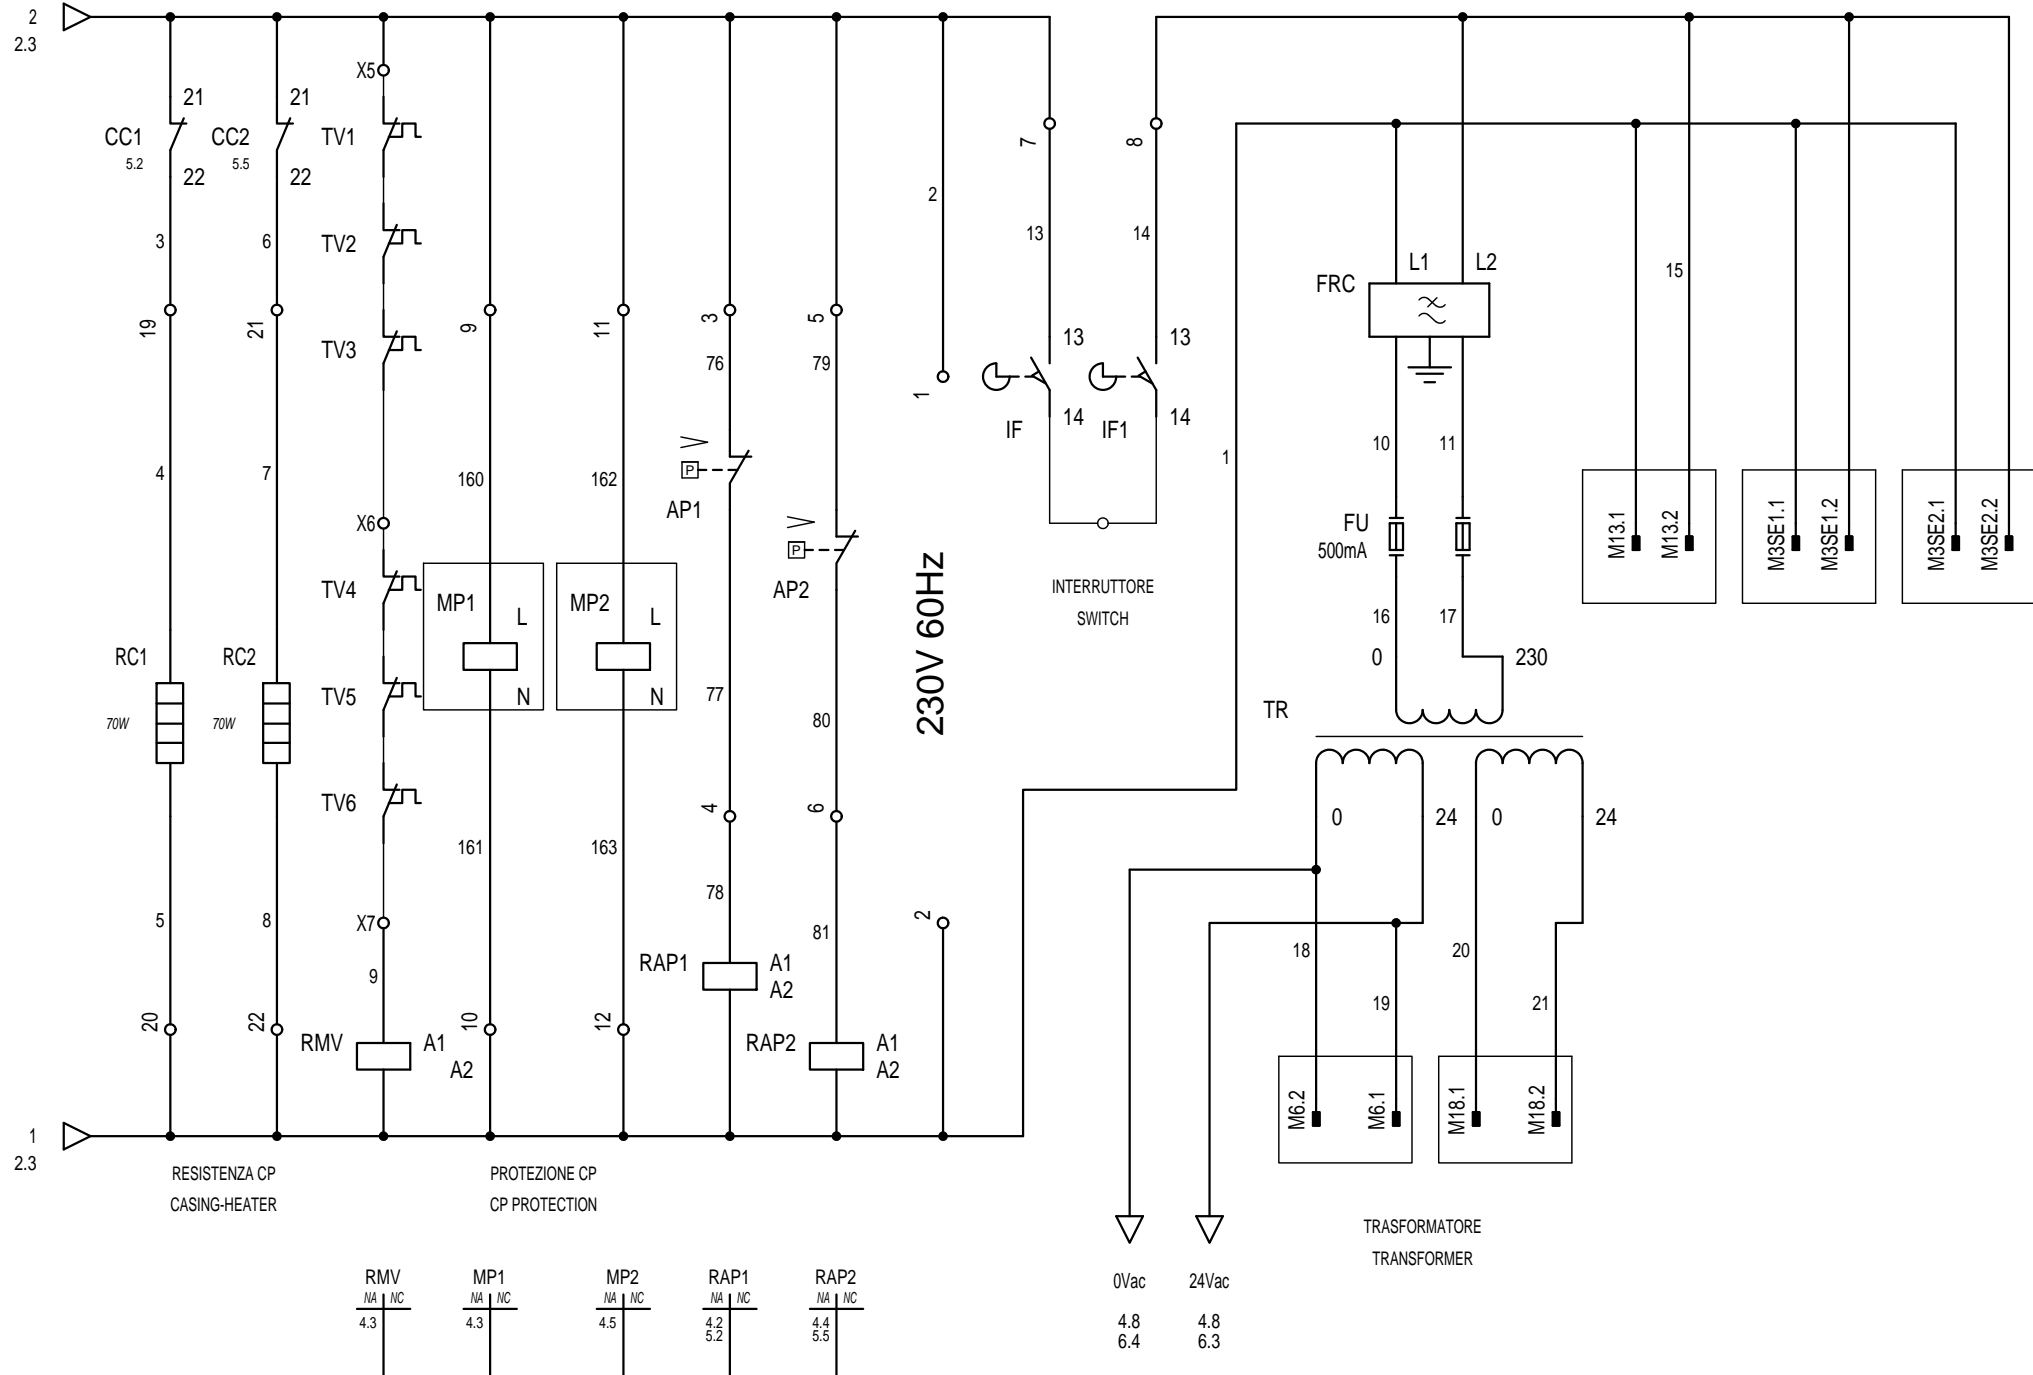 2
2.3
X5
21
21
CC1
5.2
CC2
5.5
TV1
22
22
7
8
2
3
6
TV2
13
14
15
L1
L2
FRC
19
21
9
11
3
5
TV3
76
79
13
13
1
14
14
IF
IF1
4
7
160
162
P
AP1
10
11
1
X6
P
AP2
FU
500mA
M13.1
M13.2
M3SE1.1
M3SE1.2
M3SE2.1
M3SE2.2
INTERRUTTORE
SWITCH
TV4
MP1
L
MP2
L
230V 60Hz
16
17
RC1
RC2
0
230
70W
70W
TV5
N
N
77
80
TR
TV6
4
6
0
24
0
24
161
163
78
5
8
X7
81
2
9
RAP1
A1
A2
18
19
20
21
20
22
10
12
RMV
A1
A2
RAP2
A1
A2
M6.2
M6.1
M18.1
M18.2
1
2.3
RESISTENZA CP
CASING-HEATER
PROTEZIONE CP
CP PROTECTION
TRASFORMATORE
TRANSFORMER
RMV
NA NC
4.3
MP1
NA NC
4.3
MP2
NA NC
4.5
RAP1
NA NC
4.2
5.2
RAP2
NA NC
4.4
5.5
0Vac
4.8
6.4
24Vac
4.8
6.3